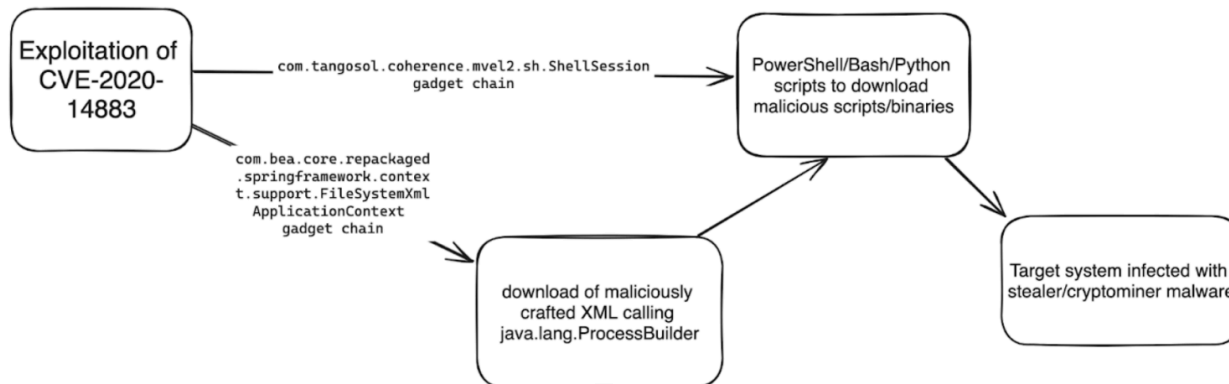 Exploitation of
CVE-2020-
14883
com.tangosol.coherence.mvel2.sh.ShellSession
gadget chain
PowerShell/Bash/Python
scripts to download
malicious scripts/binaries
com.bea.core.repackaged
.springframework.contex
t.support.FileSystemXml
ApplicationContext
gadget chain
download of maliciously
crafted XML calling
java.lang.ProcessBuilder
Target system infected with
stealer/cryptominer malware